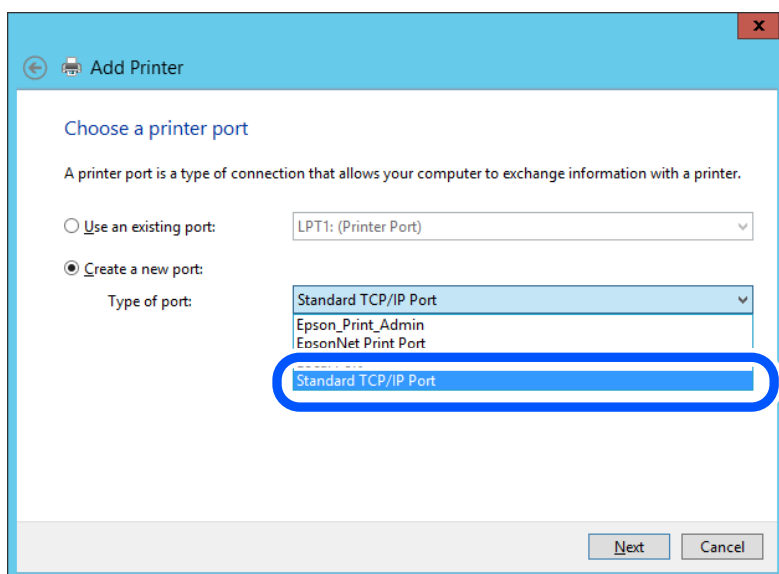 x
Add Printer
Choose a printer port
A printer port is a type of connection that allows your computer to exchange information with a printer.
Use an existing port: LPT1: (Printer Port)
Create a new port:
Type of port: Standard TCP/IP Port
Epson_Print_Admin
EpsonNet Print Port
Standard TCP/IP Port
Next Cancel